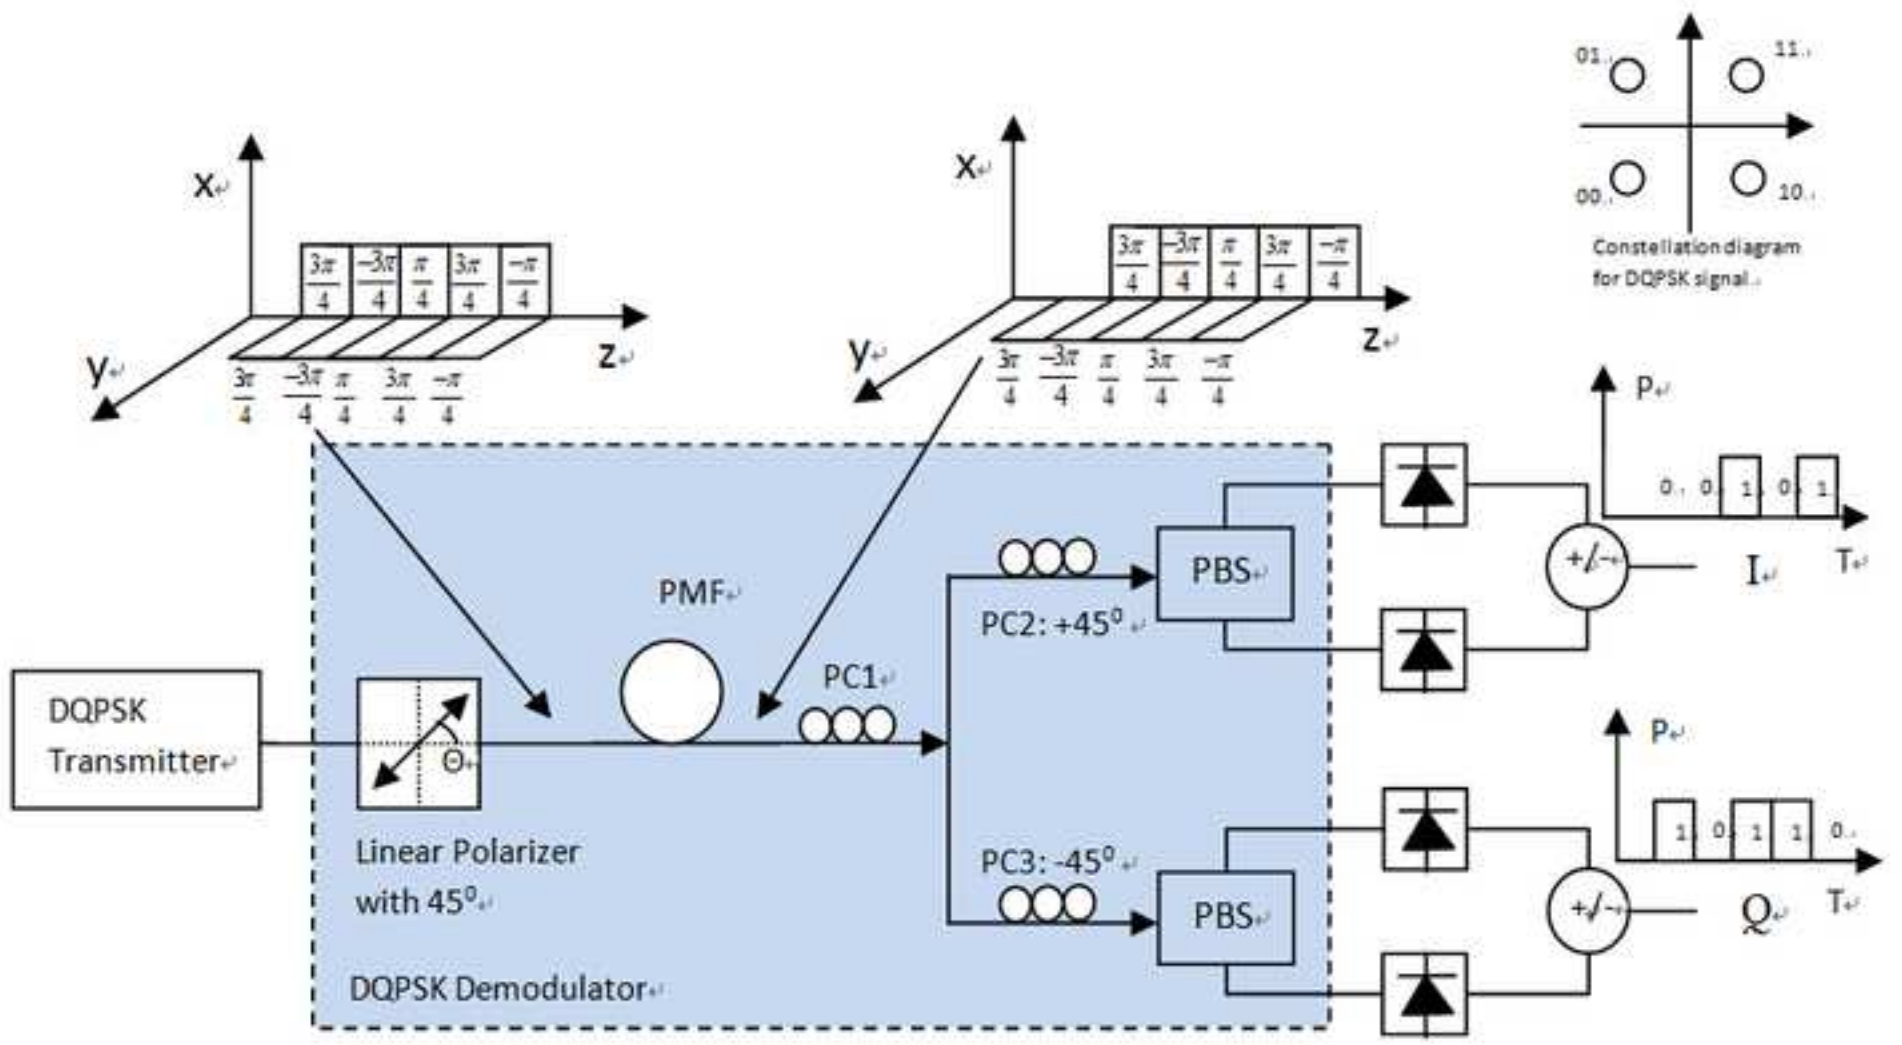 x↵
3π/4 -3π/4 π/4 3π/4 -π/4
y↵
z↵
3π/4 -3π/4 π/4 3π/4 -π/4
x↵
3π/4 -3π/4 π/4 3π/4 -π/4
y↵
z↵
3π/4 -3π/4 π/4 3π/4 -π/4
01.
11.
00.
10.
Constellation diagram
for DQPSK signal.
DQPSK
Transmitter↵
Θ
Linear Polarizer
with 45⁰↵
PMF↵
PC1↵
PC2: +45⁰↵
PBS↵
PC3: -45⁰↵
PBS↵
DQPSK Demodulator↵
+/-
P↵
0. 0. 1. 0. 1.
I↵
T↵
+/-
P↵
1. 0. 1. 1. 0.
Q↵
T↵